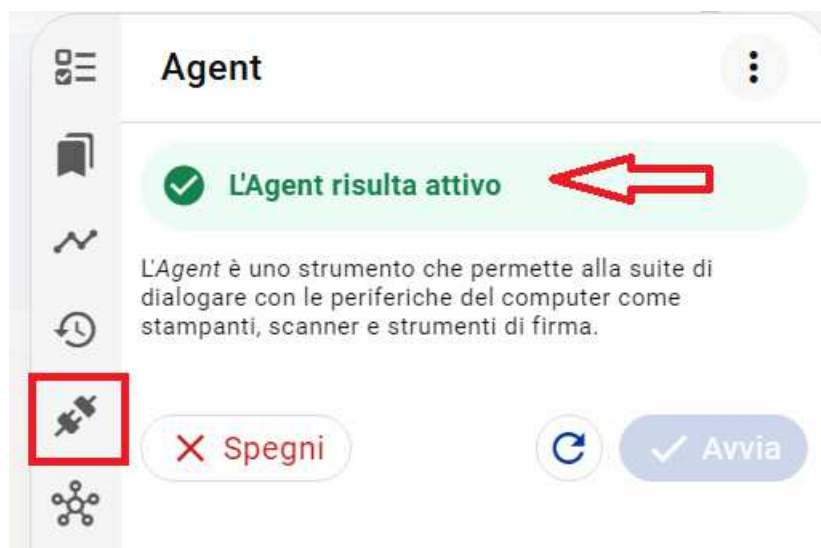 Agent
L'Agent risulta attivo
L'Agent è uno strumento che permette alla suite di
dialogare con le periferiche del computer come
stampanti, scanner e strumenti di firma.
Spegni
Avvia